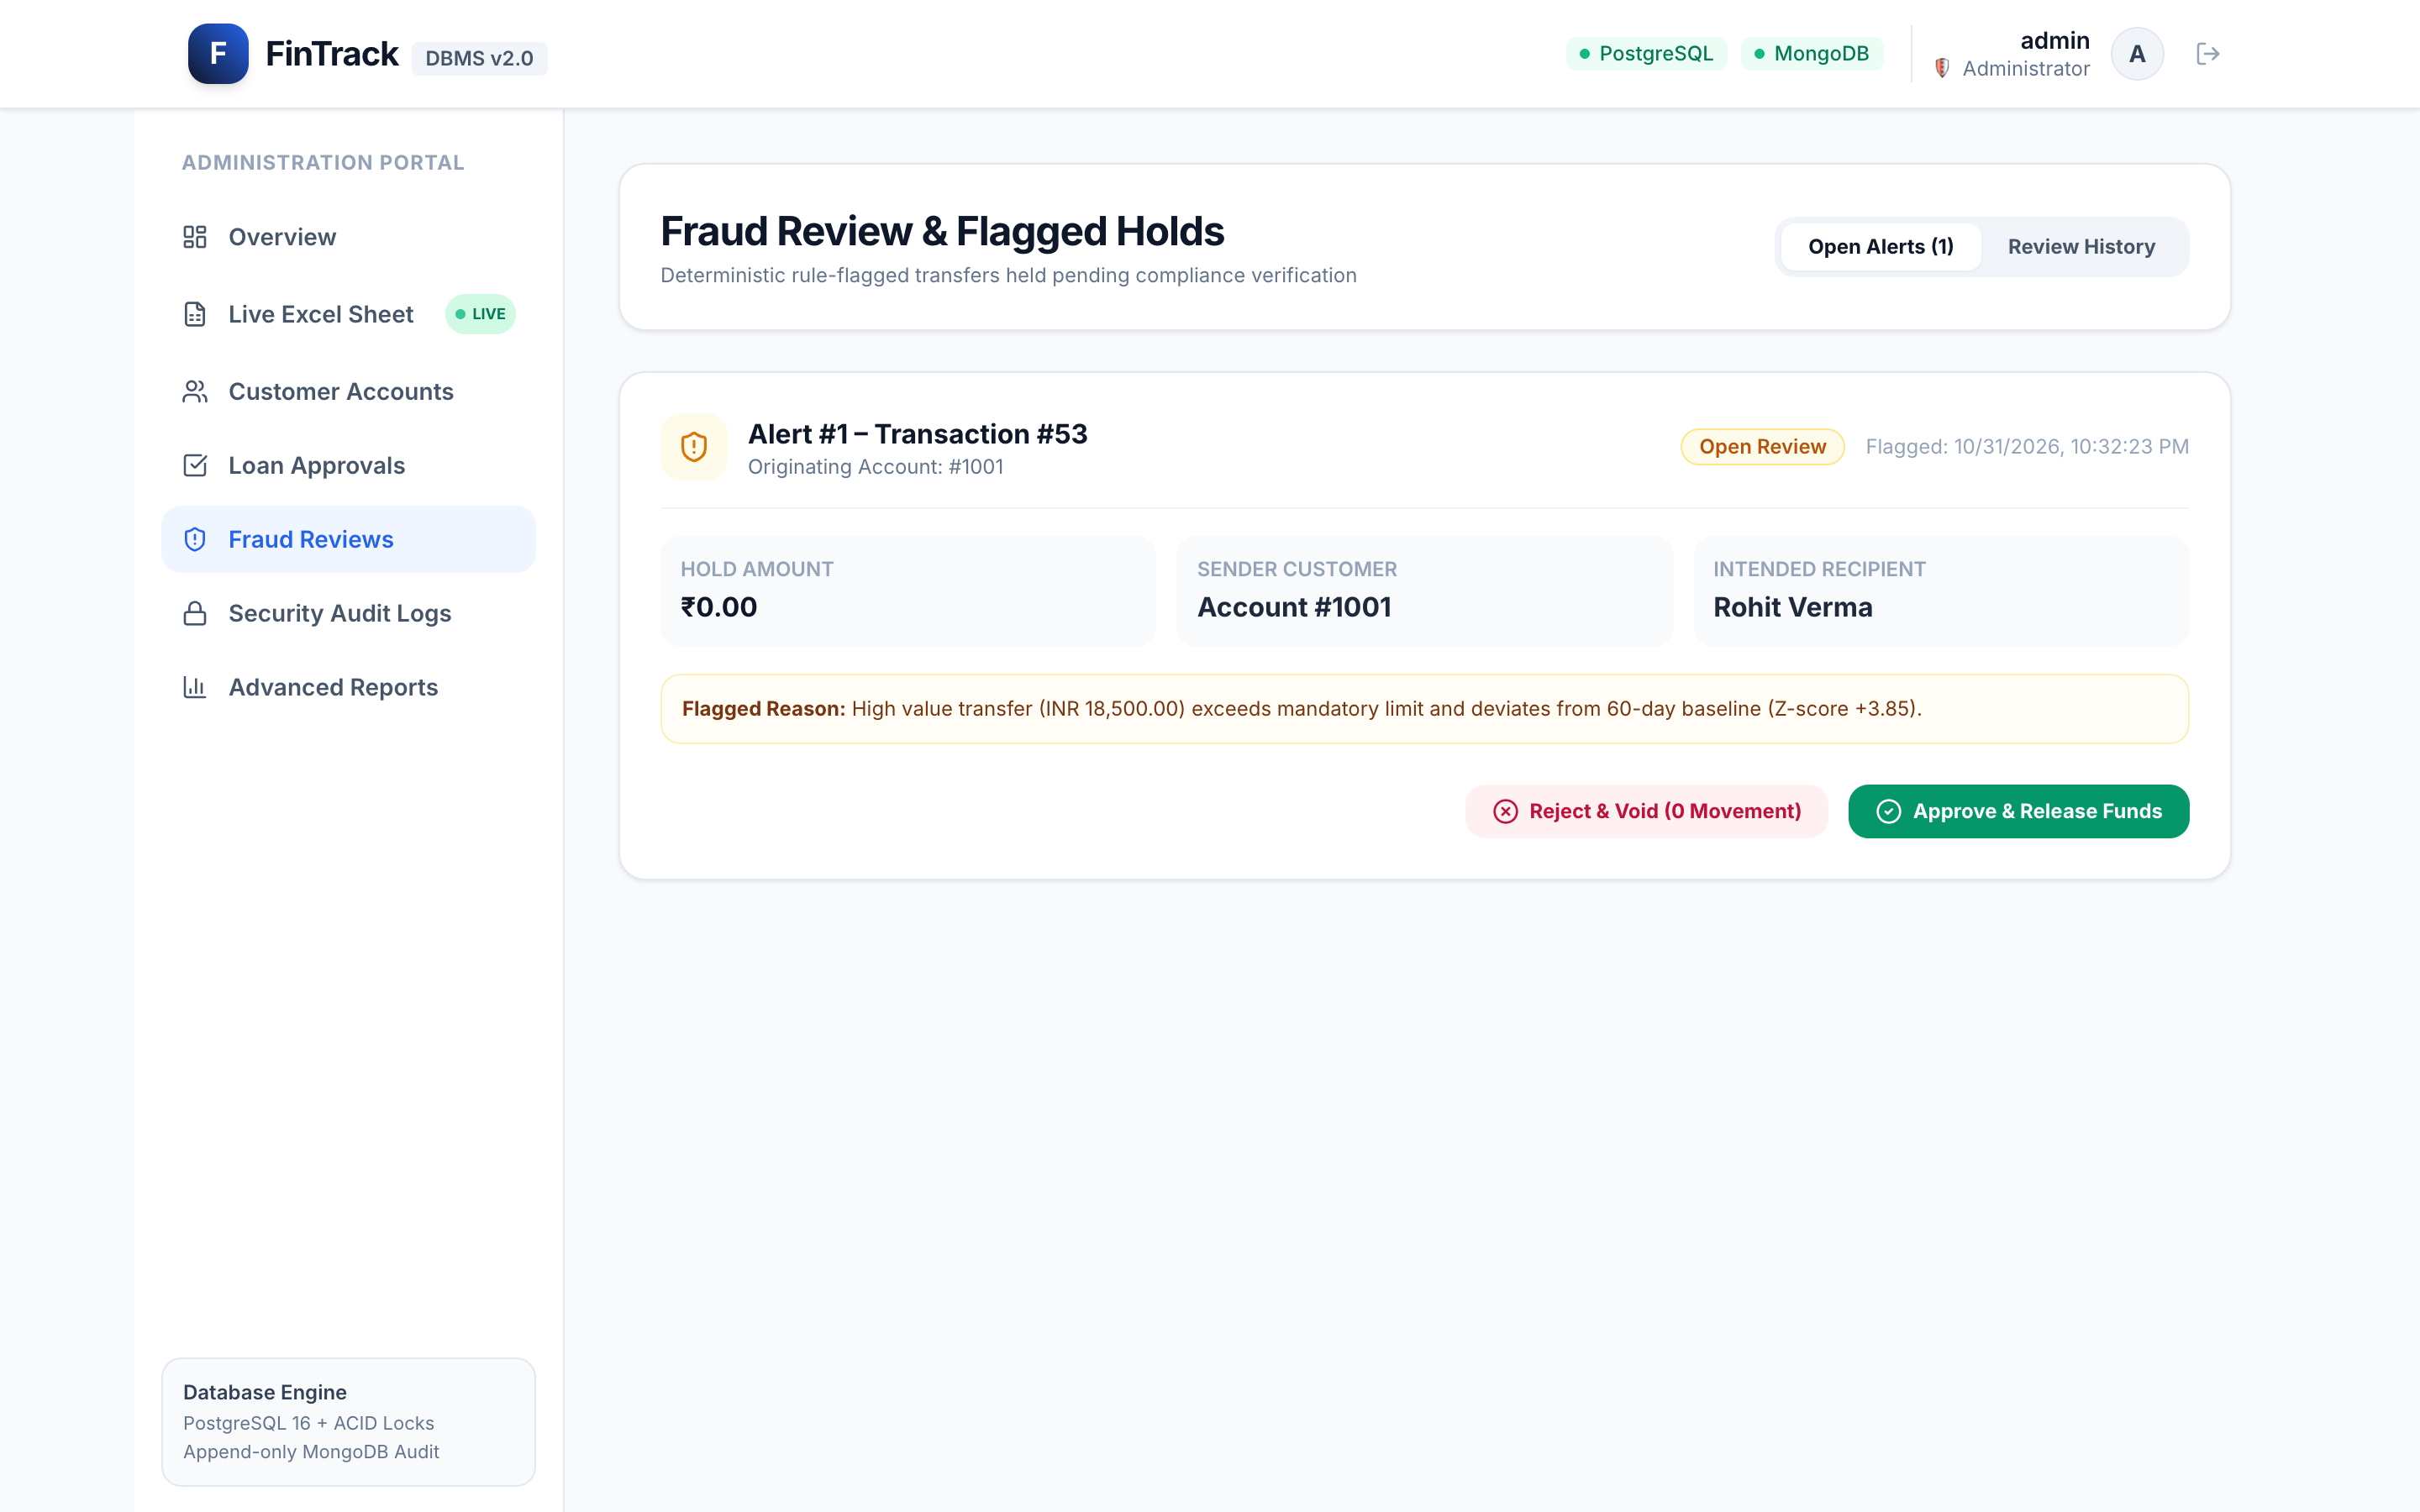 F FinTrack DBMS v2.0
PostgreSQL MongoDB
admin
Administrator
A
ADMINISTRATION PORTAL
Overview
Live Excel Sheet LIVE
Customer Accounts
Loan Approvals
Fraud Reviews
Security Audit Logs
Advanced Reports
Database Engine
PostgreSQL 16 + ACID Locks
Append-only MongoDB Audit
Fraud Review & Flagged Holds
Deterministic rule-flagged transfers held pending compliance verification
Open Alerts (1) Review History
Alert #1 – Transaction #53
Originating Account: #1001
Open Review Flagged: 10/31/2026, 10:32:23 PM
HOLD AMOUNT
₹0.00
SENDER CUSTOMER
Account #1001
INTENDED RECIPIENT
Rohit Verma
Flagged Reason: High value transfer (INR 18,500.00) exceeds mandatory limit and deviates from 60-day baseline (Z-score +3.85).
Reject & Void (0 Movement) Approve & Release Funds